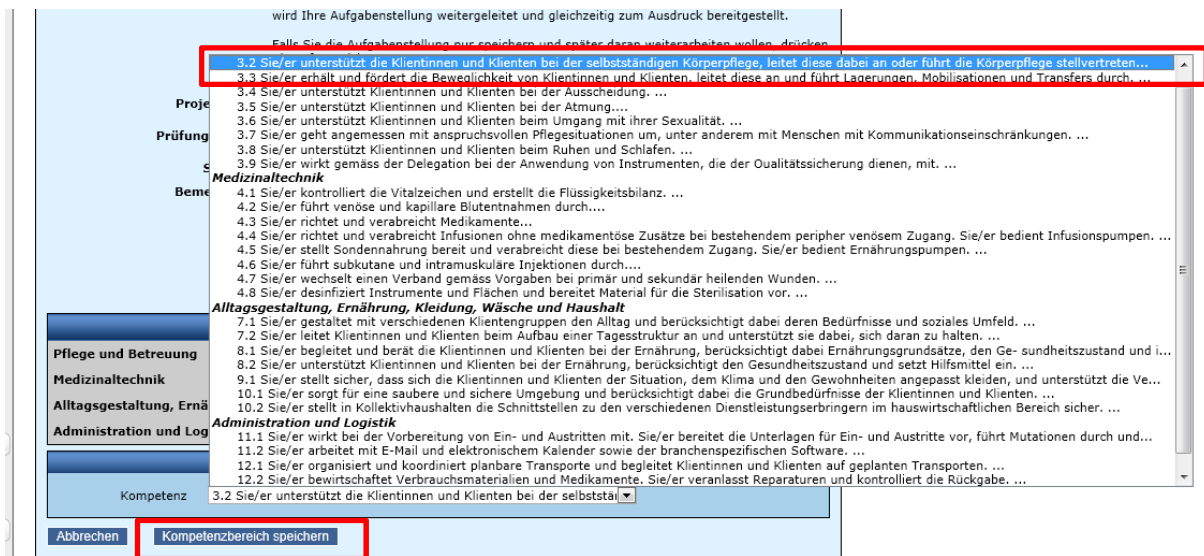 wird Ihre Aufgabenstellung weitergeleitet und gleichzeitig zum Ausdruck bereitgestellt.
Falls Sie die Aufgabenstellung nur speichern und später daran weiterarbeiten wollen, drücken
3.2 Sie/er unterstützt die Klientinnen und Klienten bei der selbstständigen Körperpflege, leitet diese dabei an oder führt die Körperpflege stellvertreten...
3.3 Sie/er erhält und fördert die Beweglichkeit von Klientinnen und Klienten, leitet diese an und führt Lagerungen, Mobilisationen und Transfers durch. ...
3.4 Sie/er unterstützt Klientinnen und Klienten bei der Ausscheidung. ...
Proje
3.5 Sie/er unterstützt Klientinnen und Klienten bei der Atmung....
3.6 Sie/er unterstützt Klientinnen und Klienten beim Umgang mit ihrer Sexualität. ...
Prüfung
3.7 Sie/er geht angemessen mit anspruchsvollen Pflegesituationen um, unter anderem mit Menschen mit Kommunikationseinschränkungen. ...
3.8 Sie/er unterstützt Klientinnen und Klienten beim Ruhen und Schlafen. ...
S
3.9 Sie/er wirkt gemäss der Delegation bei der Anwendung von Instrumenten, die der Qualitätssicherung dienen, mit. ...
Medizinaltechnik
Beme
4.1 Sie/er kontrolliert die Vitalzeichen und erstellt die Flüssigkeitsbilanz. ...
4.2 Sie/er führt venöse und kapillare Blutentnahmen durch....
4.3 Sie/er richtet und verabreicht Medikamente...
4.4 Sie/er richtet und verabreicht Infusionen ohne medikamentöse Zusätze bei bestehendem peripher venösem Zugang. Sie/er bedient Infusionspumpen. ...
4.5 Sie/er stellt Sondennahrung bereit und verabreicht diese bei bestehendem Zugang. Sie/er bedient Ernährungspumpen. ...
4.6 Sie/er führt subkutane und intramuskuläre Injektionen durch....
4.7 Sie/er wechselt einen Verband gemäss Vorgaben bei primär und sekundär heilenden Wunden. ...
4.8 Sie/er desinfiziert Instrumente und Flächen und bereitet Material für die Sterilisation vor. ...
Alltagsgestaltung, Ernährung, Kleidung, Wäsche und Haushalt
7.1 Sie/er gestaltet mit verschiedenen Klientengruppen den Alltag und berücksichtigt dabei deren Bedürfnisse und soziales Umfeld. ...
7.2 Sie/er leitet Klientinnen und Klienten beim Aufbau einer Tagesstruktur an und unterstützt sie dabei, sich daran zu halten. ...
Pflege und Betreuung
8.1 Sie/er begleitet und berät die Klientinnen und Klienten bei der Ernährung, berücksichtigt dabei Ernährungsgrundsätze, den Ge- sundheitszustand und i...
8.2 Sie/er unterstützt Klientinnen und Klienten bei der Ernährung, berücksichtigt den Gesundheitszustand und setzt Hilfsmittel ein. ...
Medizinaltechnik
9.1 Sie/er stellt sicher, dass sich die Klientinnen und Klienten der Situation, dem Klima und den Gewohnheiten angepasst kleiden, und unterstützt die Ve...
10.1 Sie/er sorgt für eine saubere und sichere Umgebung und berücksichtigt dabei die Grundbedürfnisse der Klientinnen und Klienten. ...
Alltagsgestaltung, Ernä
10.2 Sie/er stellt in Kollektivhaushalten die Schnittstellen zu den verschiedenen Dienstleistungserbringern im hauswirtschaftlichen Bereich sicher. ...
Administration und Logistik
Administration und Log
11.1 Sie/er wirkt bei der Vorbereitung von Ein- und Austritten mit. Sie/er bereitet die Unterlagen für Ein- und Austritte vor, führt Mutationen durch und...
11.2 Sie/er arbeitet mit E-Mail und elektronischem Kalender sowie der branchenspezifischen Software. ...
12.1 Sie/er organisiert und koordiniert planbare Transporte und begleitet Klientinnen und Klienten auf geplanten Transporten. ...
12.2 Sie/er bewirtschaftet Verbrauchsmaterialien und Medikamente. Sie/er veranlasst Reparaturen und kontrolliert die Rückgabe. ...
Kompetenz 3.2 Sie/er unterstützt die Klientinnen und Klienten bei der selbststä
Abbrechen Kompetenzbereich speichern